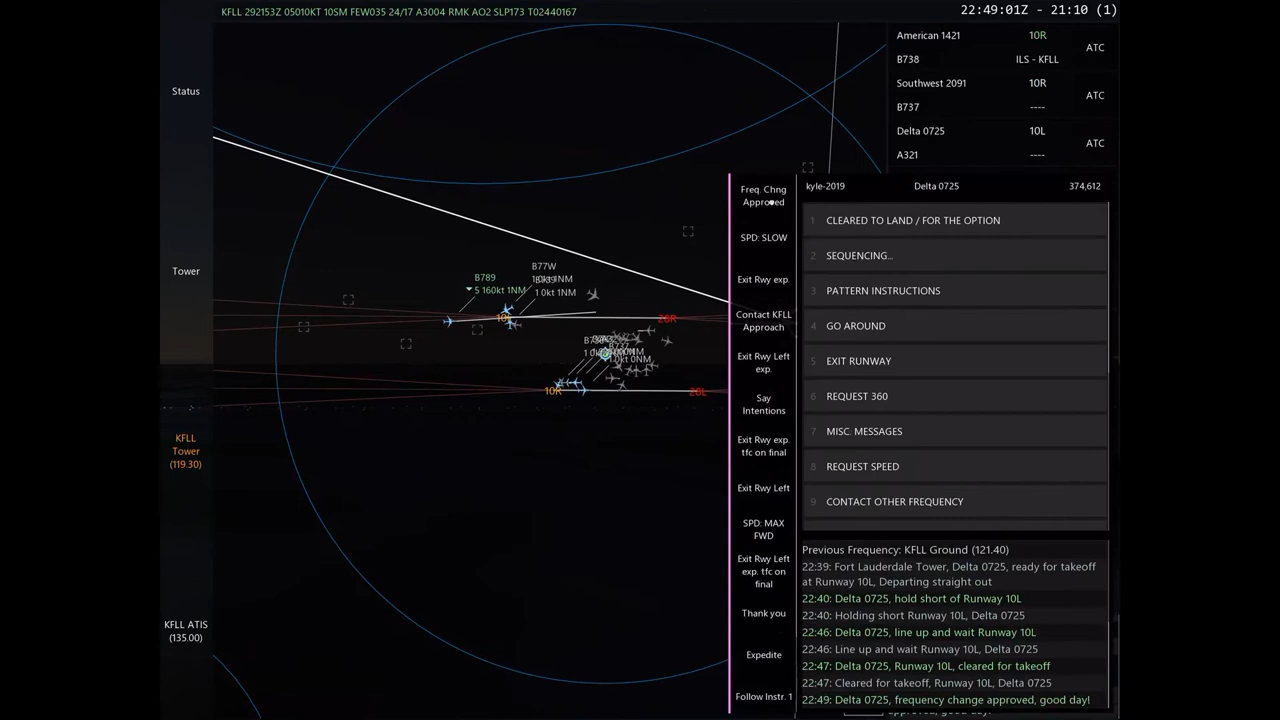 KFLL 292153Z 05010KT 10SM FEW035 24/17 A3004 RMK AO2 SLP173 T02440167
22:49:01Z - 21:10 (1)
American 1421
10R
ATC
B738
ILS - KFLL
Southwest 2091
10R
ATC
B737
----
Delta 0725
10L
ATC
A321
----
Status
Tower
KFLL
Tower
(119.30)
KFLL ATIS
(135.00)
B789
5 160kt 1NM
B77W
1 0kt 1NM
10L
28R
10R
28L
Freq. Chng
Approved
SPD: SLOW
Exit Rwy exp.
Contact KFLL
Approach
Exit Rwy Left
exp.
Say
Intentions
Exit Rwy exp.
tfc on final
Exit Rwy Left
SPD: MAX
FWD
Exit Rwy Left
exp. tfc on
final
Thank you
Expedite
Follow Instr. 1
kyle-2019
Delta 0725
374,612
1 CLEARED TO LAND / FOR THE OPTION
2 SEQUENCING...
3 PATTERN INSTRUCTIONS
4 GO AROUND
5 EXIT RUNWAY
6 REQUEST 360
7 MISC. MESSAGES
8 REQUEST SPEED
9 CONTACT OTHER FREQUENCY
Previous Frequency: KFLL Ground (121.40)
22:39: Fort Lauderdale Tower, Delta 0725, ready for takeoff
at Runway 10L, Departing straight out
22:40: Delta 0725, hold short of Runway 10L
22:40: Holding short Runway 10L, Delta 0725
22:46: Delta 0725, line up and wait Runway 10L
22:46: Line up and wait Runway 10L, Delta 0725
22:47: Delta 0725, Runway 10L, cleared for takeoff
22:47: Cleared for takeoff, Runway 10L, Delta 0725
22:49: Delta 0725, frequency change approved, good day!